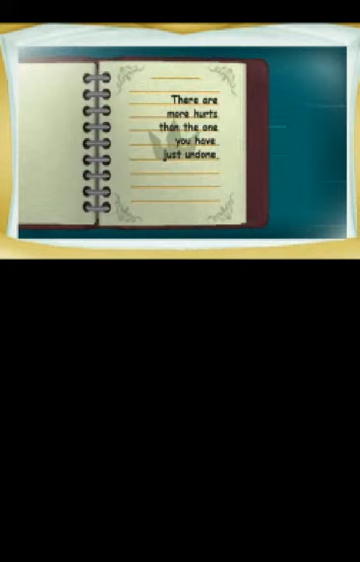 There are
more hurts
than the one
you have
just undone.